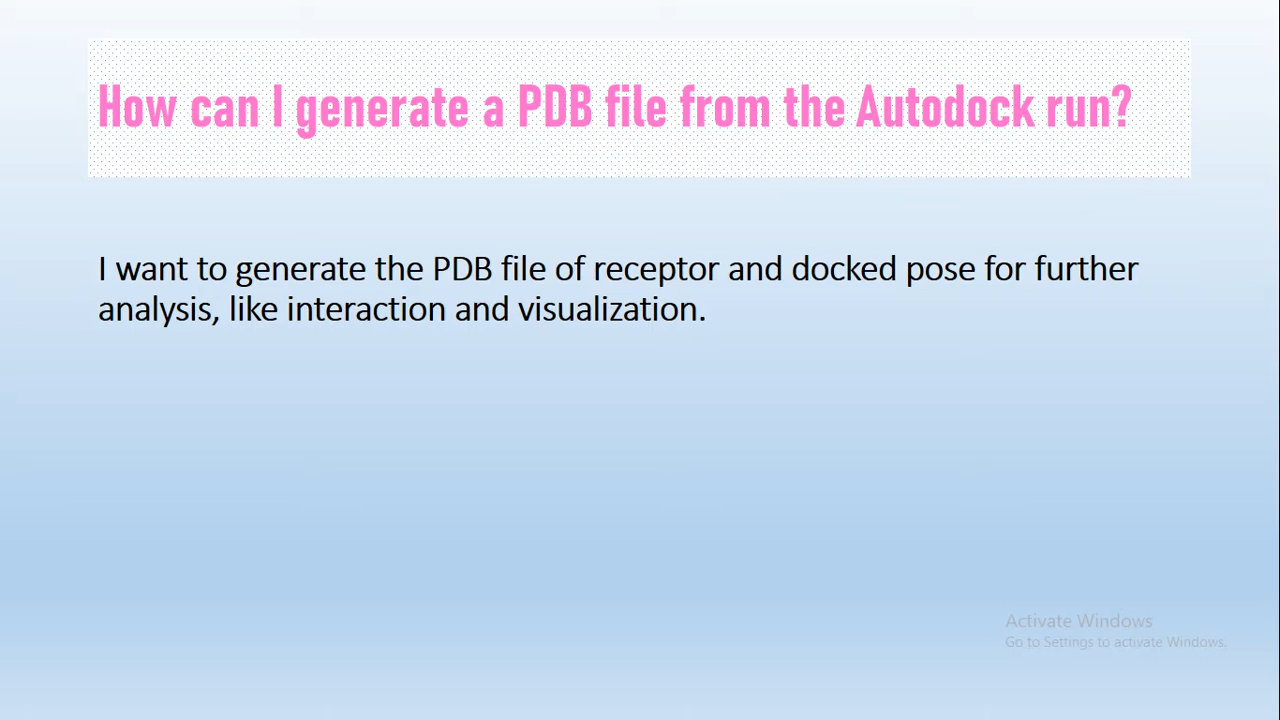 How can I generate a PDB file from the Autodock run?
I want to generate the PDB file of receptor and docked pose for further
analysis, like interaction and visualization.
Activate Windows
Go to Settings to activate Windows.